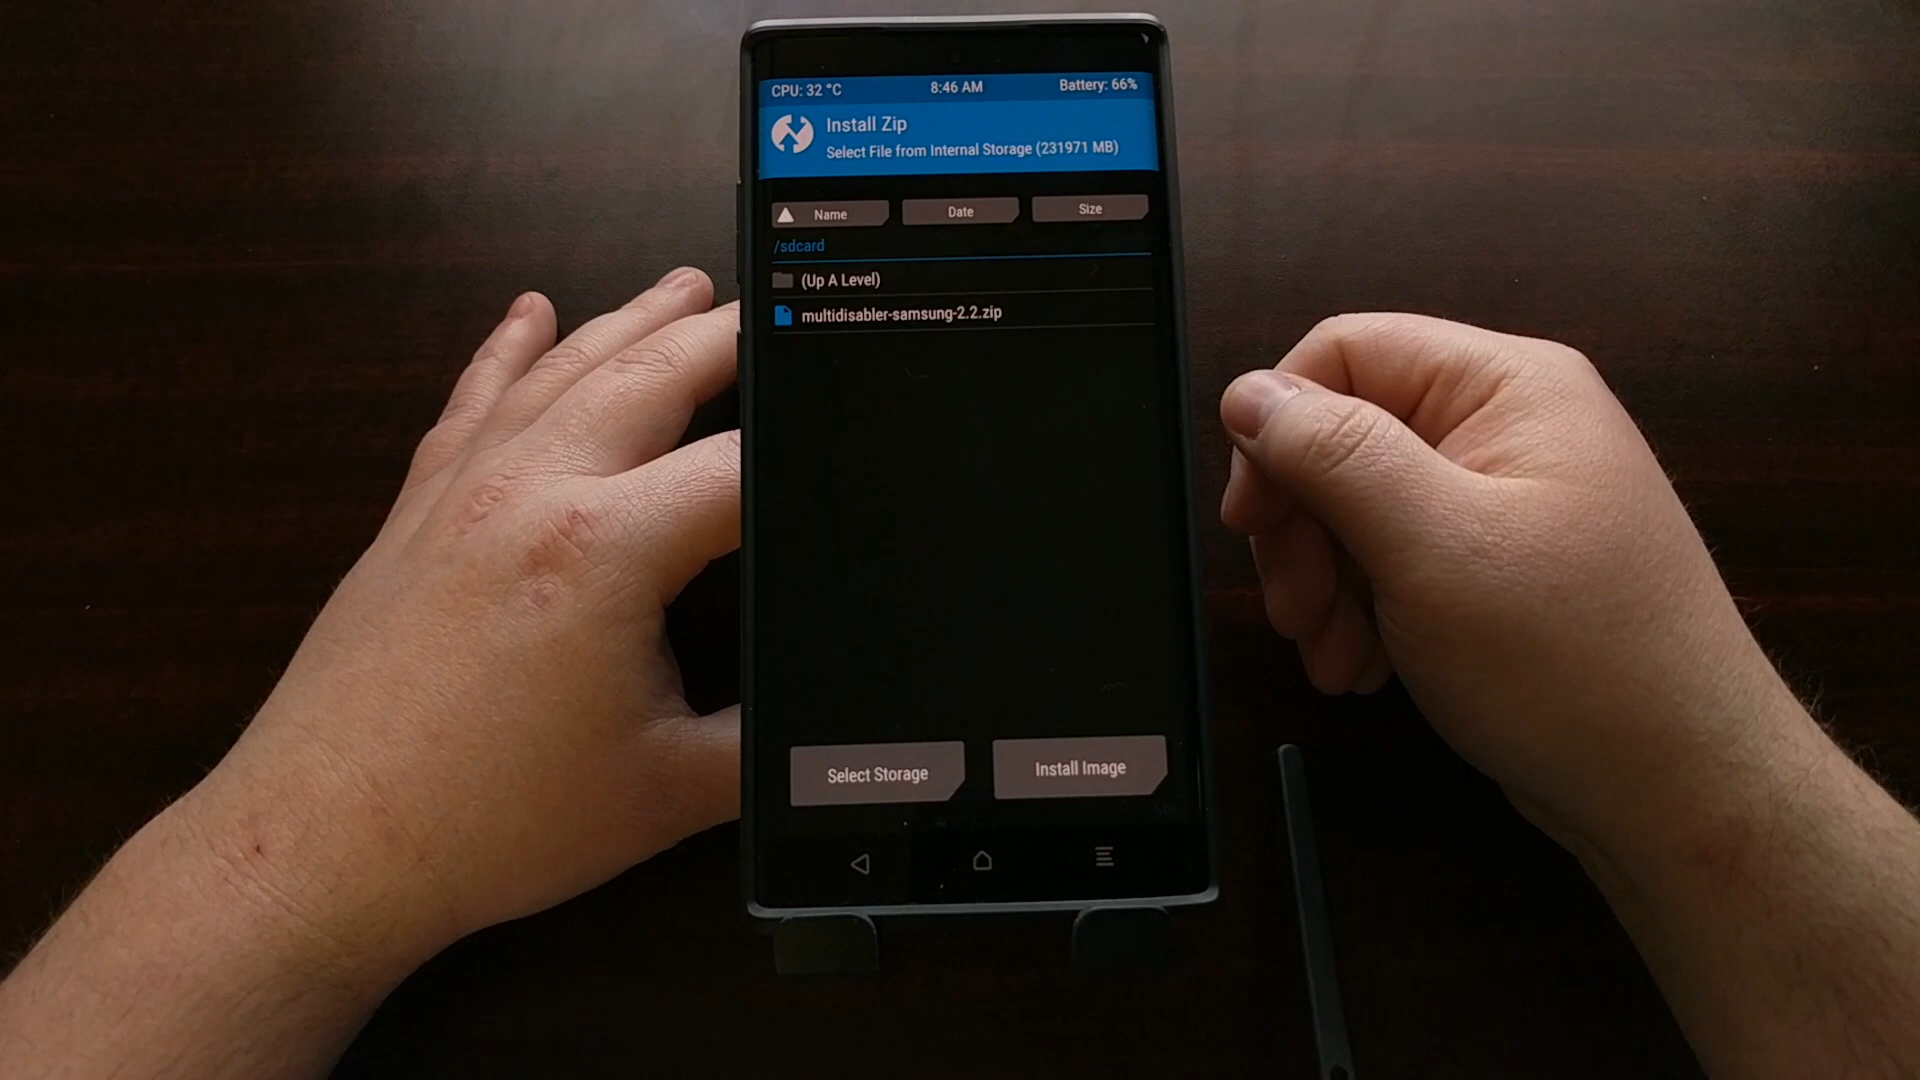 CPU: 32 °C 8:46 AM Battery: 66%
Install Zip
Select File from Internal Storage (231971 MB)
Name Date Size
/sdcard
(Up A Level)
multidisabler-samsung-2.2.zip
Select Storage Install Image